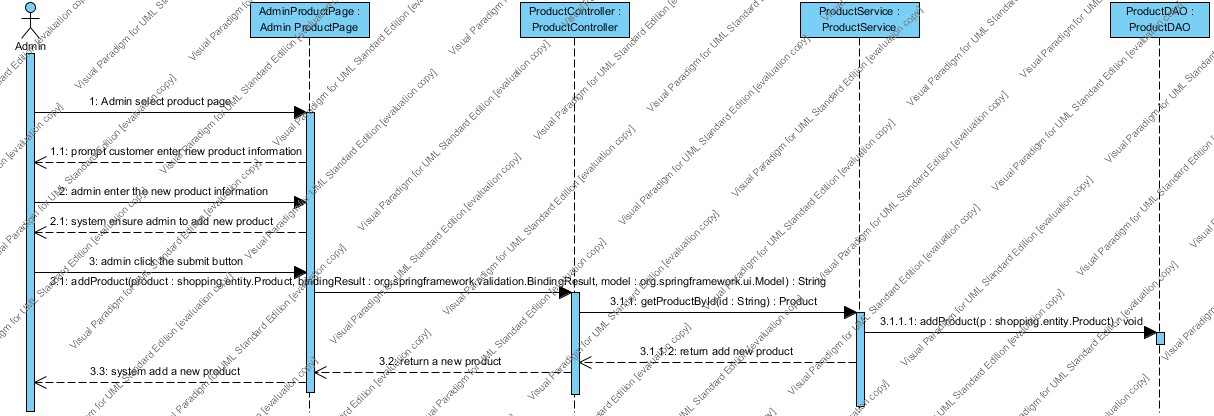 AdminProductPage :
Admin ProductPage
ProductController :
ProductController
ProductService :
ProductService
ProductDAO :
ProductDAO
Admin
1: Admin select product page
1.1: prompt customer enter new product information
2: admin enter the new product information
2.1: system ensure admin to add new product
3: admin click the submit button
3.1: addProduct(product : shopping.entity.Product, bindingResult : org.springframework.validation.BindingResult, model : org.springframework.ui.Model) : String
3.1.1: getProductById(id : String) : Product
3.1.1.1: addProduct(p : shopping.entity.Product) : void
3.1.1.2: return add new product
3.2: return a new product
3.3: system add a new product
Visual Paradigm for UML Standard Edition [evaluation copy]